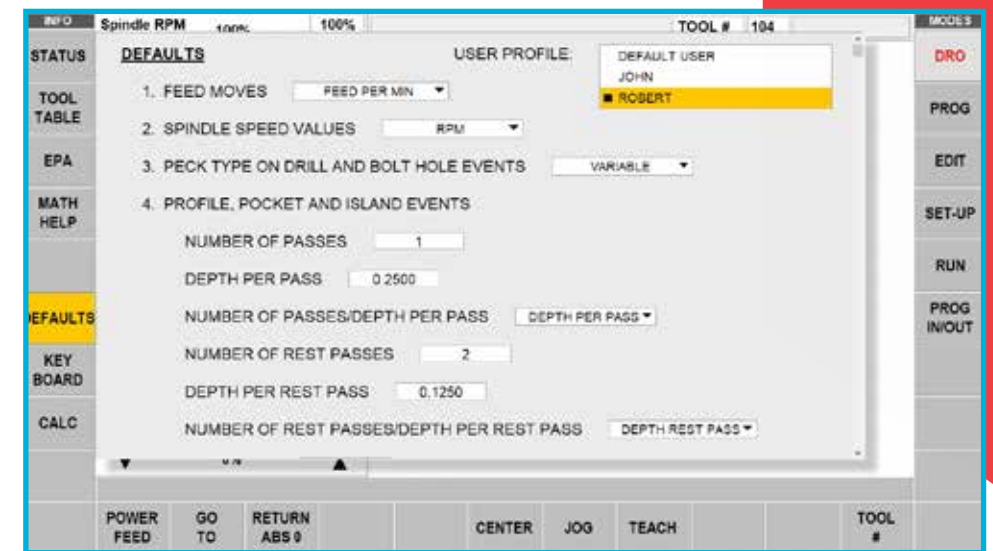 INFO
Spindle RPM 100% 100% TOOL # 104
MODES
STATUS
TOOL
TABLE
EPA
MATH
HELP
DEFAULTS
KEY
BOARD
CALC
DEFAULTS
USER PROFILE:
DEFAULT USER
JOHN
ROBERT
1. FEED MOVES FEED PER MIN
2. SPINDLE SPEED VALUES RPM
3. PECK TYPE ON DRILL AND BOLT HOLE EVENTS VARIABLE
4. PROFILE, POCKET AND ISLAND EVENTS
NUMBER OF PASSES 1
DEPTH PER PASS 0.2500
NUMBER OF PASSES/DEPTH PER PASS DEPTH PER PASS
NUMBER OF REST PASSES 2
DEPTH PER REST PASS 0.1250
NUMBER OF REST PASSES/DEPTH PER REST PASS DEPTH REST PASS
0%
DRO
PROG
EDIT
SET-UP
RUN
PROG
IN/OUT
POWER
FEED
GO
TO
RETURN
ABS 0
CENTER
JOG
TEACH
TOOL
#